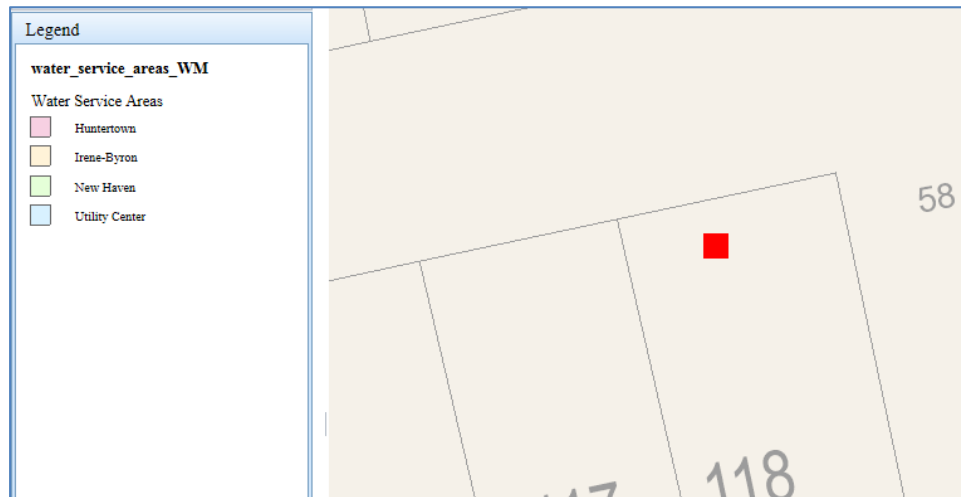 Legend
water_service_areas_WM
Water Service Areas
Huntertown
Irene-Byron
New Haven
Utility Center
58
118